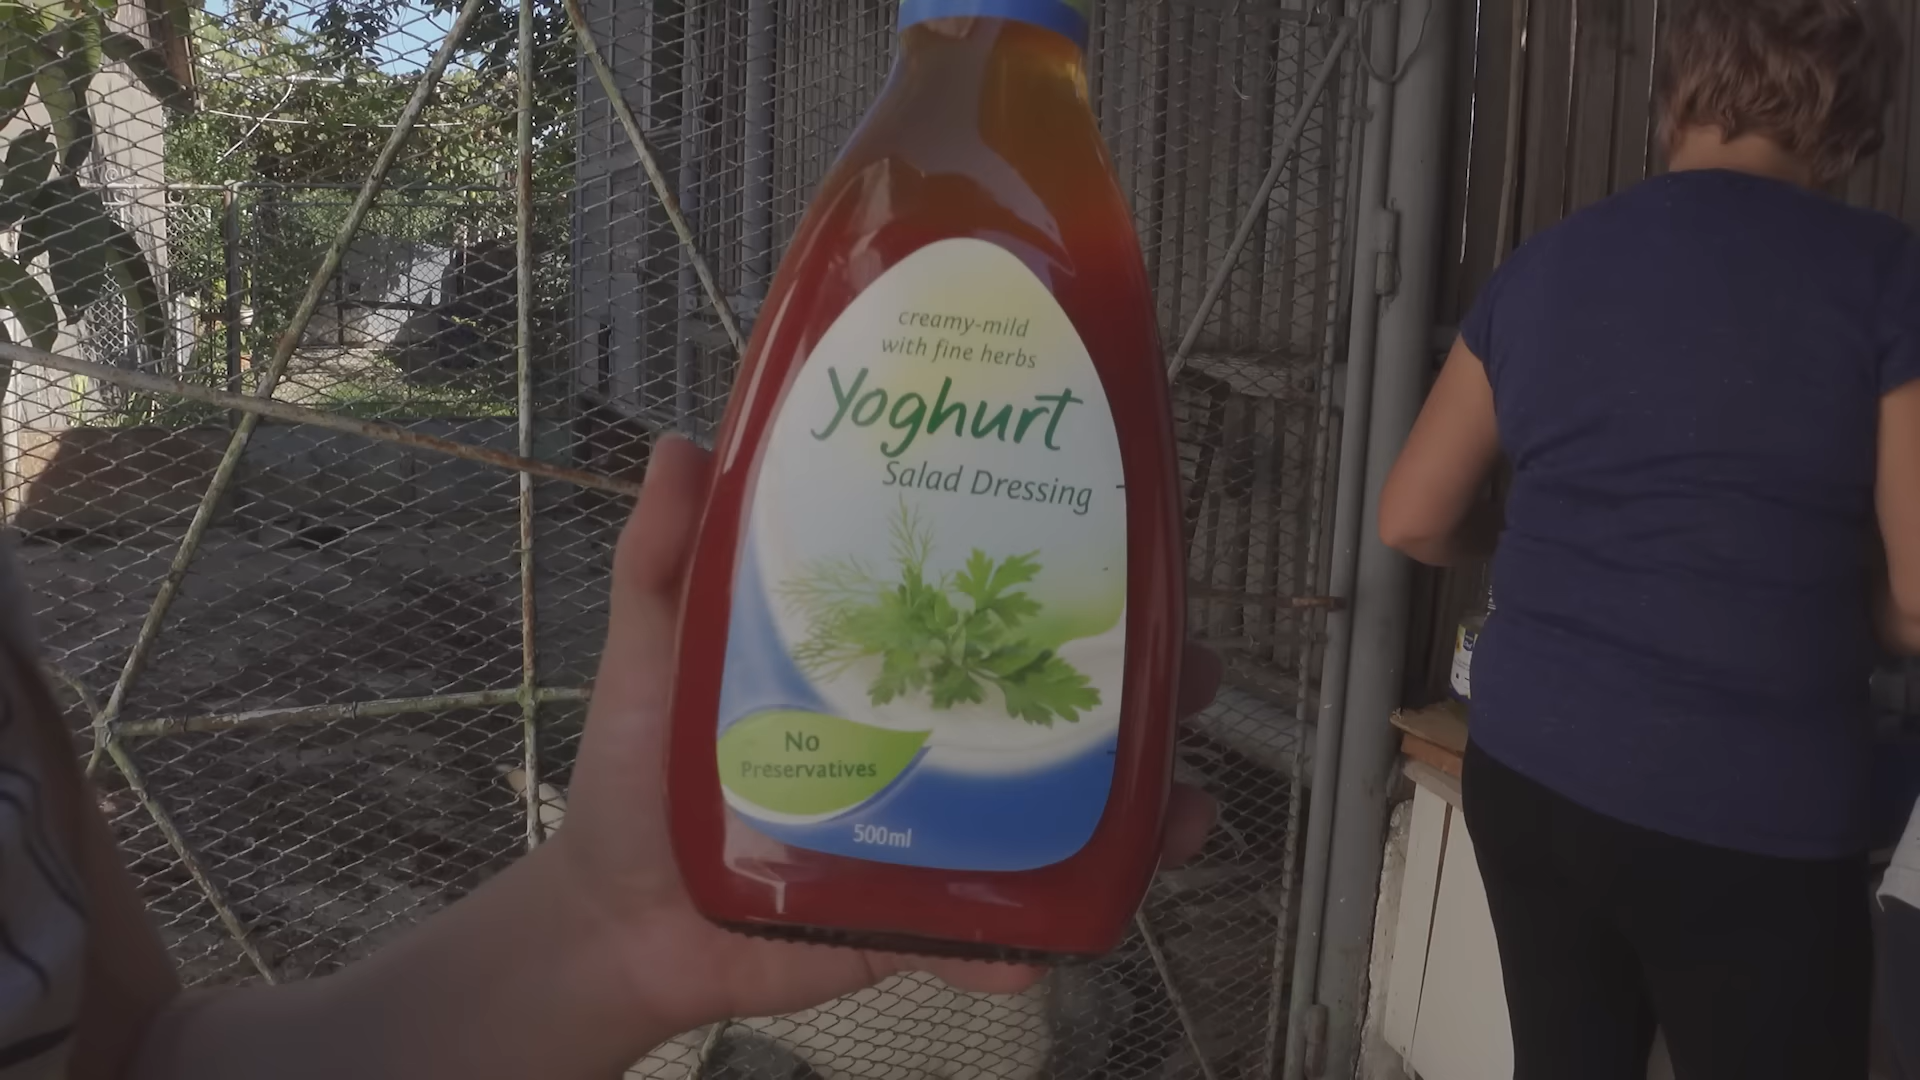 creamy-mild
with fine herbs
Yoghurt
Salad Dressing
No
Preservatives
500ml